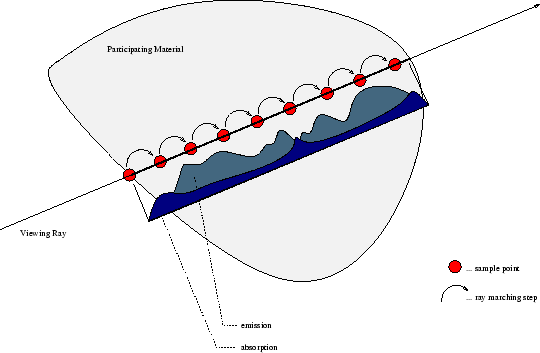 Participating Material
Viewing Ray
... sample point
... ray marching step
emission
absorption